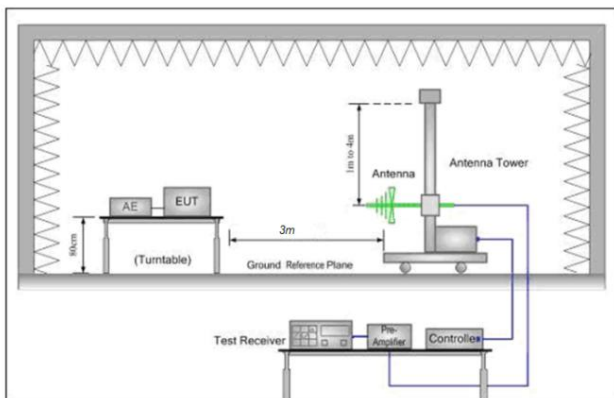 1m to 4m
Antenna
Antenna Tower
AE
EUT
80cm
3m
(Turntable)
Ground Reference Plane
Test Receiver
Pre-
Amplifier
Controller